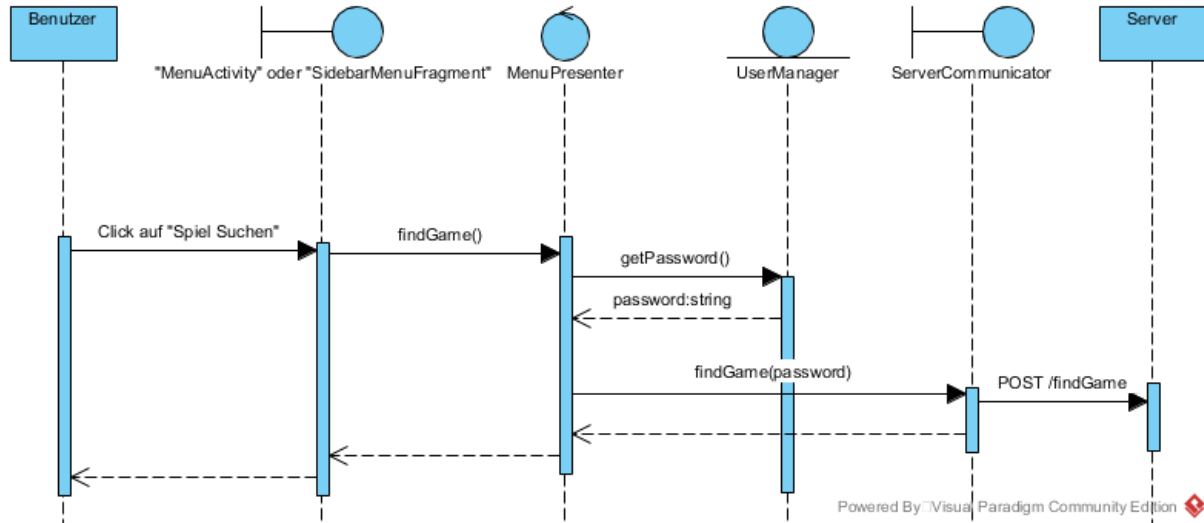 Benutzer
"MenuActivity" oder "SidebarMenuFragment"
MenuPresenter
UserManager
ServerCommunicator
Server
Click auf "Spiel Suchen"
findGame()
getPassword()
password:string
findGame(password)
POST /findGame
Powered By Visual Paradigm Community Edition